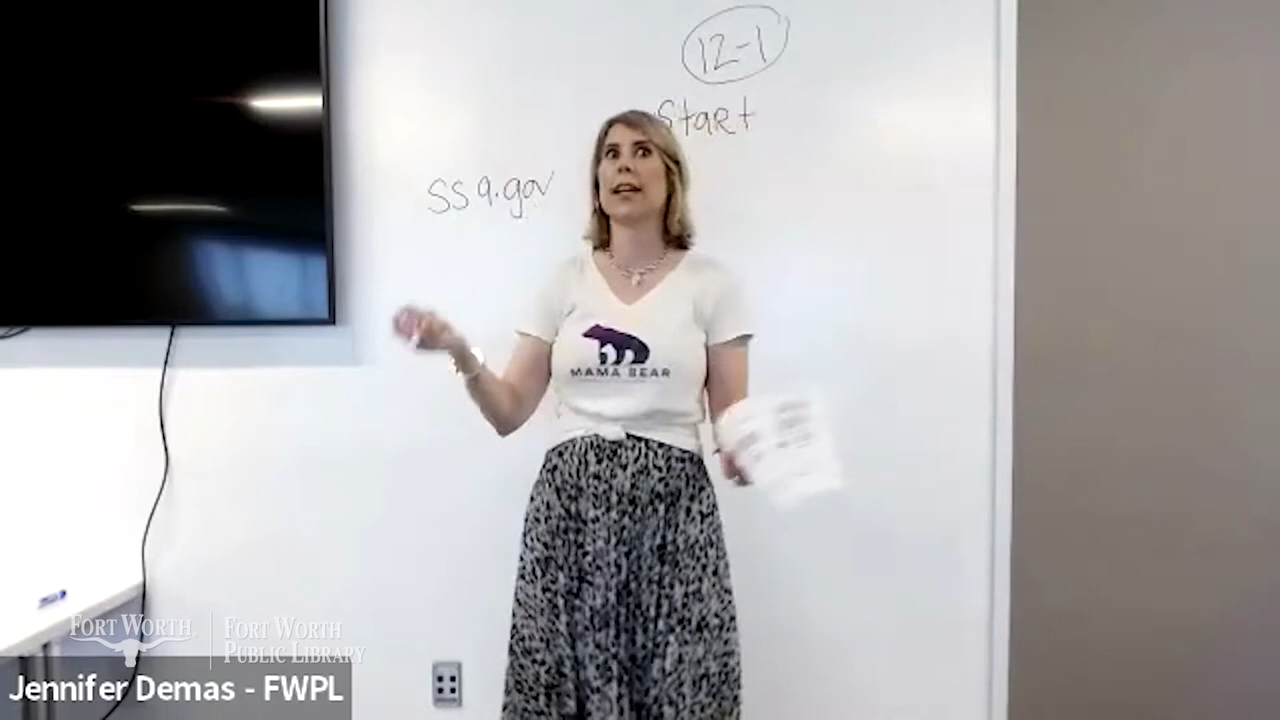 12-1
Start
ssa.gov
MAMA BEAR
FORT WORTH
FORT WORTH
PUBLIC LIBRARY
Jennifer Demas - FWPL